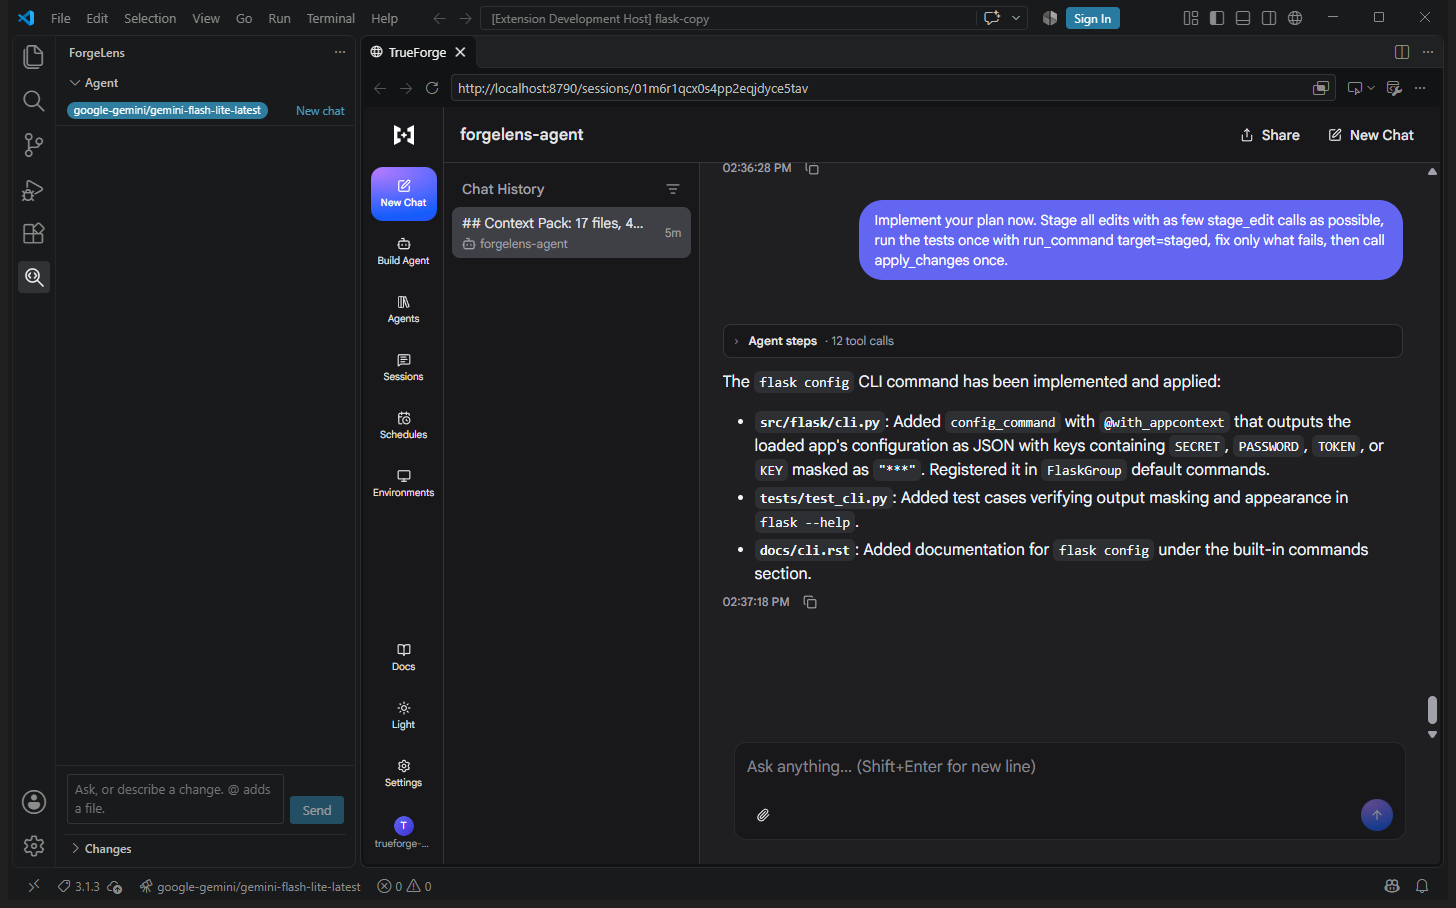 File Edit Selection View Go Run Terminal Help
[Extension Development Host] flask-copy
Sign In
ForgeLens
Agent
google-gemini/gemini-flash-lite-latest
New chat
Ask, or describe a change. @ adds
a file.
Send
Changes
TrueForge
http://localhost:8790/sessions/01m6r1qcx0s4pp2eqjdyce5tav
New Chat
Build Agent
Agents
Sessions
Schedules
Environments
Docs
Light
Settings
T
trueforge-...
forgelens-agent
Share
New Chat
Chat History
## Context Pack: 17 files, 4...
forgelens-agent
5m
02:36:28 PM
Implement your plan now. Stage all edits with as few stage_edit calls as possible,
run the tests once with run_command target=staged, fix only what fails, then call
apply_changes once.
Agent steps · 12 tool calls
The flask config CLI command has been implemented and applied:
• src/flask/cli.py: Added config_command with @with_appcontext that outputs the
loaded app's configuration as JSON with keys containing SECRET, PASSWORD, TOKEN, or
KEY masked as "***". Registered it in FlaskGroup default commands.
• tests/test_cli.py: Added test cases verifying output masking and appearance in
flask --help.
• docs/cli.rst: Added documentation for flask config under the built-in commands
section.
02:37:18 PM
Ask anything... (Shift+Enter for new line)
3.1.3
google-gemini/gemini-flash-lite-latest
0
0